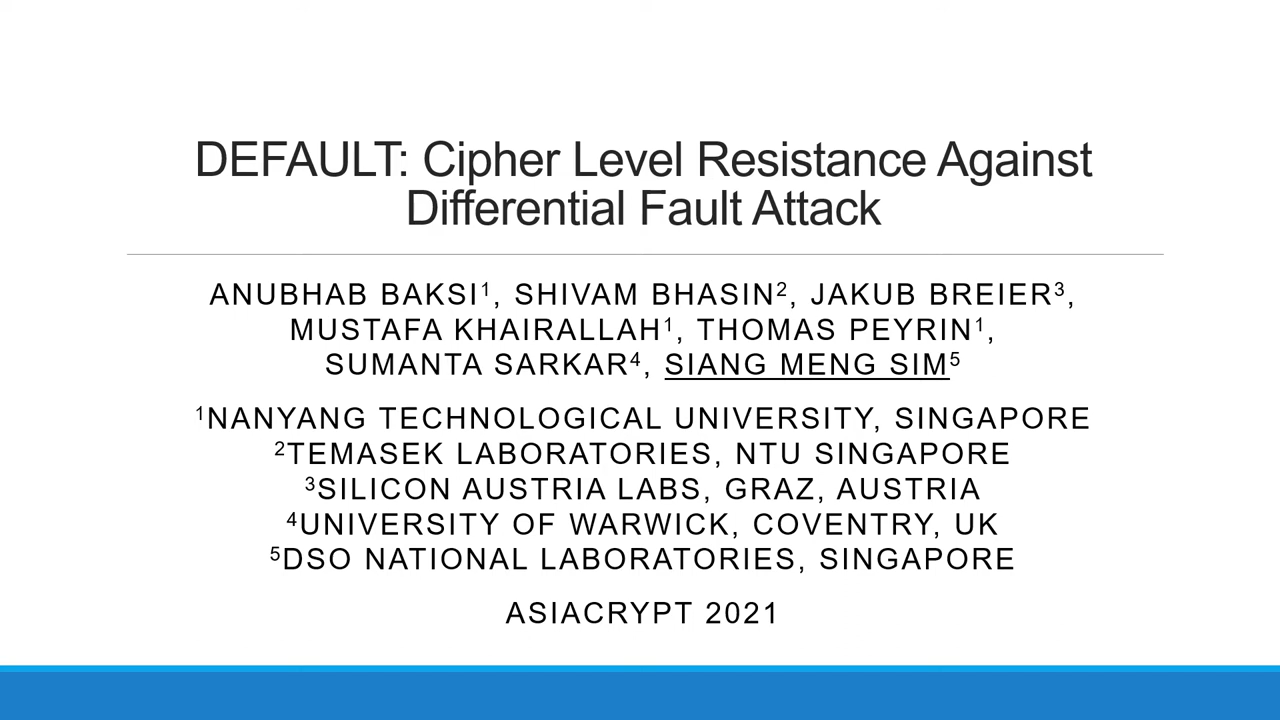 DEFAULT: Cipher Level Resistance Against
Differential Fault Attack
ANUBHAB BAKSI¹, SHIVAM BHASIN², JAKUB BREIER³,
MUSTAFA KHAIRALLAH¹, THOMAS PEYRIN¹,
SUMANTA SARKAR⁴, SIANG MENG SIM⁵
¹NANYANG TECHNOLOGICAL UNIVERSITY, SINGAPORE
²TEMASEK LABORATORIES, NTU SINGAPORE
³SILICON AUSTRIA LABS, GRAZ, AUSTRIA
⁴UNIVERSITY OF WARWICK, COVENTRY, UK
⁵DSO NATIONAL LABORATORIES, SINGAPORE
ASIACRYPT 2021